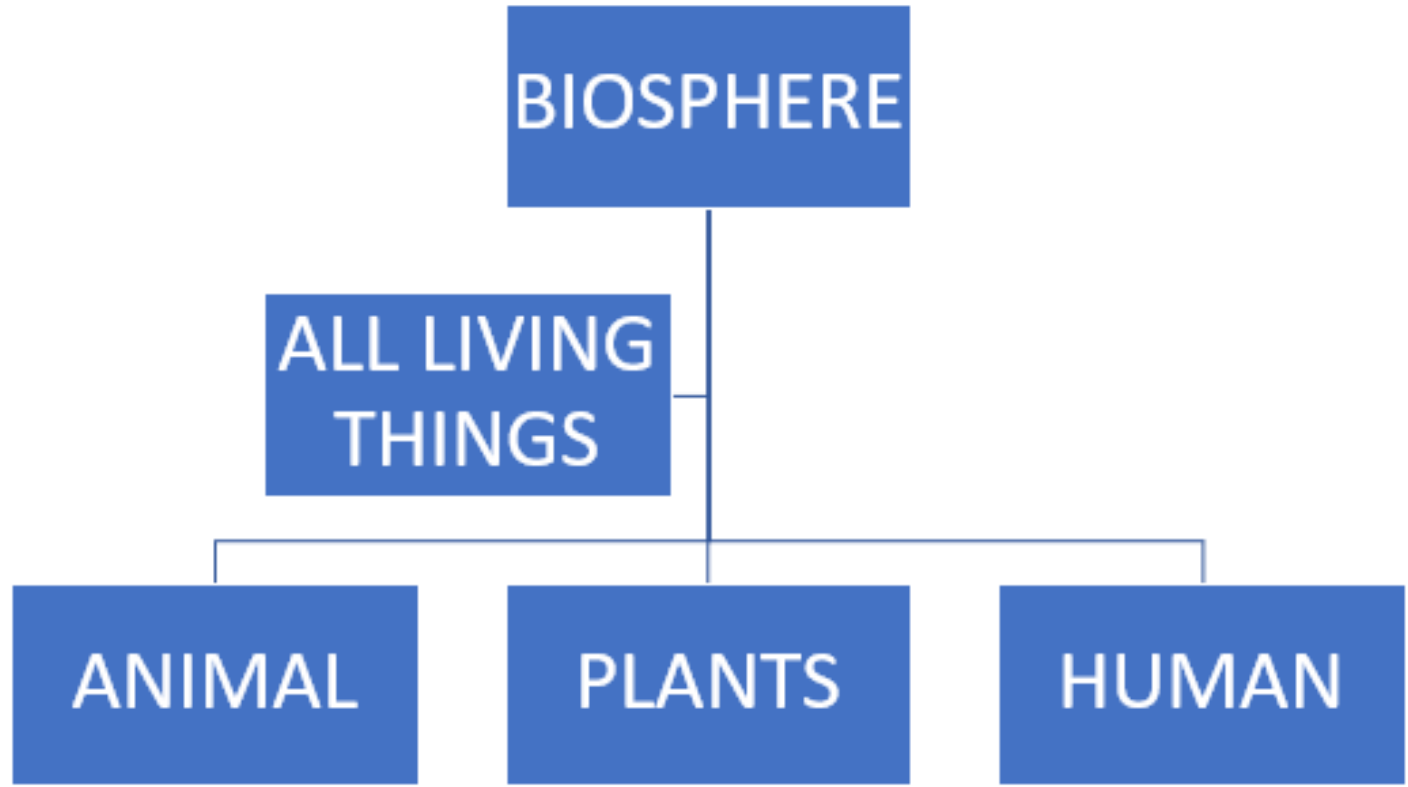 BIOSPHERE
ALL LIVING
THINGS
ANIMAL
PLANTS
HUMAN